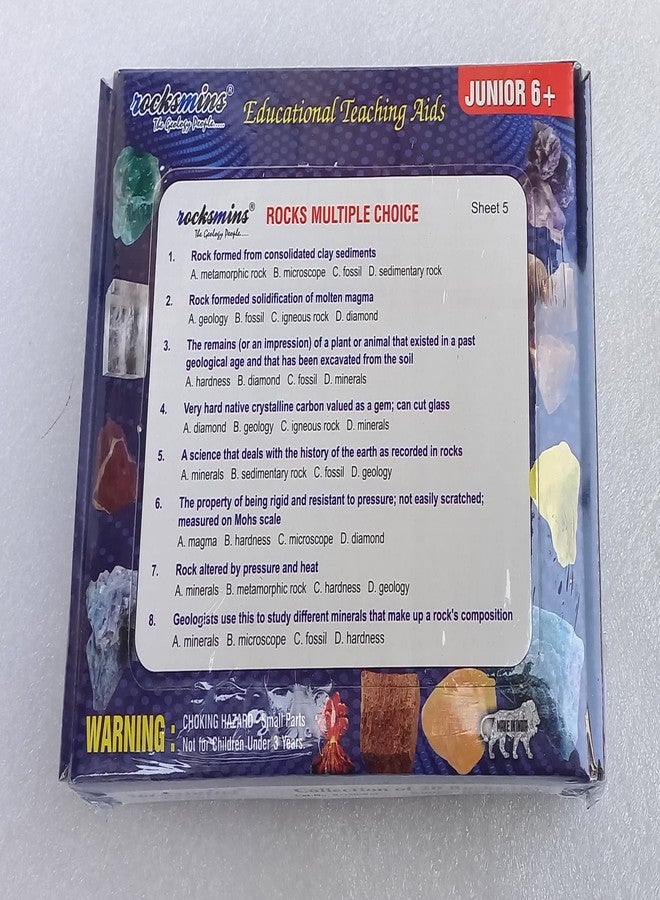 rocksmins®
The Geology People.....
Educational Teaching Aids
JUNIOR 6+
rocksmins®
The Geology People.....
ROCKS MULTIPLE CHOICE
Sheet 5
1. Rock formed from consolidated clay sediments
A. metamorphic rock B. microscope C. fossil D. sedimentary rock
2. Rock formeded solidification of molten magma
A. geology B. fossil C. igneous rock D. diamond
3. The remains (or an impression) of a plant or animal that existed in a past
geological age and that has been excavated from the soil
A. hardness B. diamond C. fossil D. minerals
4. Very hard native crystalline carbon valued as a gem; can cut glass
A. diamond B. geology C. igneous rock D. minerals
5. A science that deals with the history of the earth as recorded in rocks
A. minerals B. sedimentary rock C. fossil D. geology
6. The property of being rigid and resistant to pressure; not easily scratched;
measured on Mohs scale
A. magma B. hardness C. microscope D. diamond
7. Rock altered by pressure and heat
A. minerals B. metamorphic rock C. hardness D. geology
8. Geologists use this to study different minerals that make up a rock's composition
A. minerals B. microscope C. fossil D. hardness
WARNING :
CHOKING HAZARD - Small Parts
Not for Children Under 3 Years.
MADE IN INDIA
Collection of 20